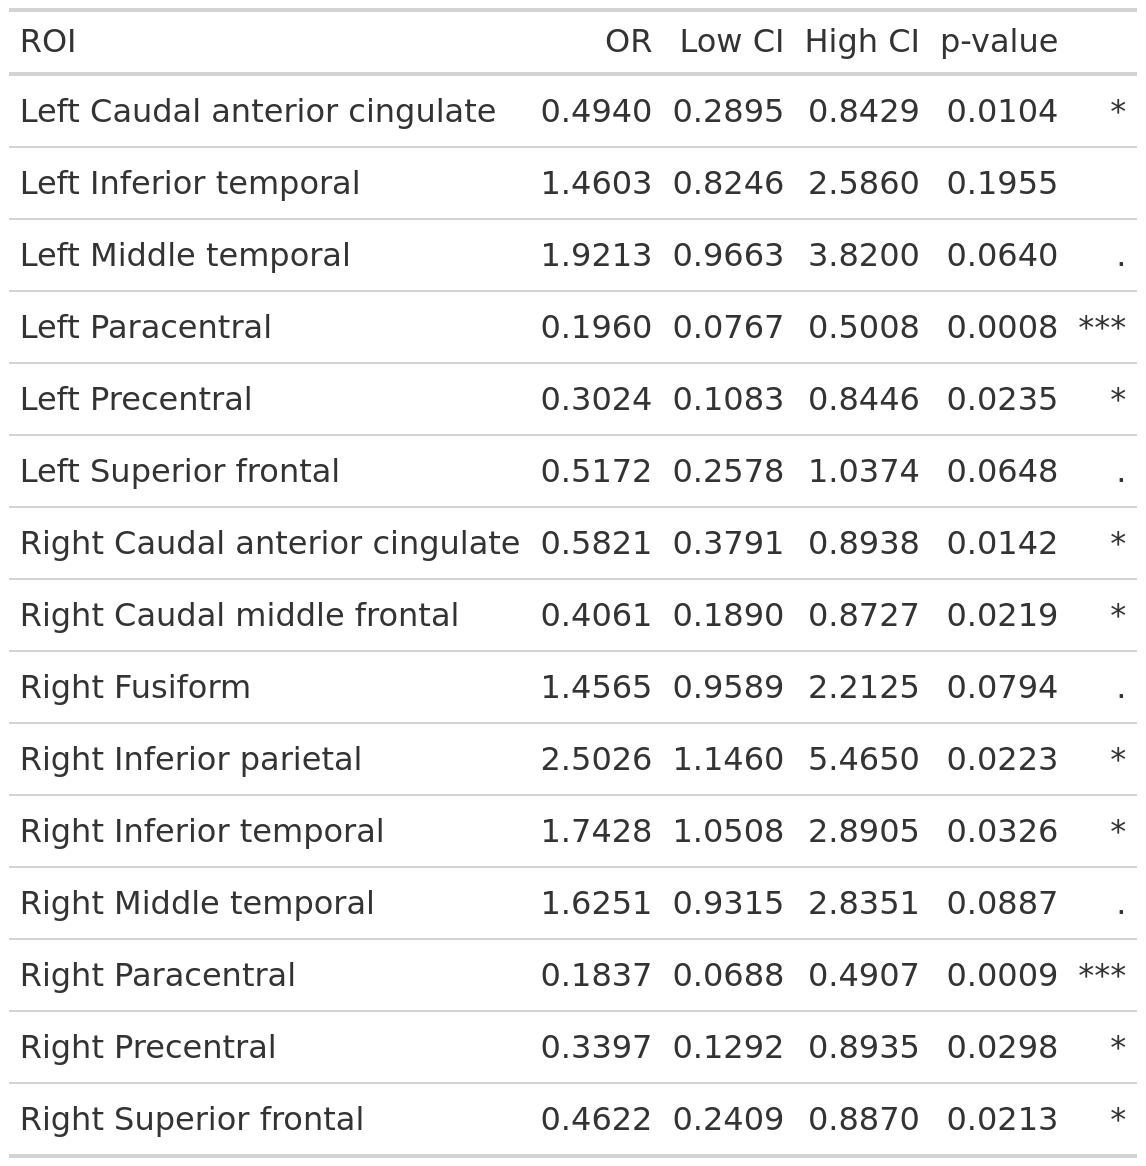 ROI OR Low CI High CI p-value
Left Caudal anterior cingulate 0.4940 0.2895 0.8429 0.0104 *
Left Inferior temporal 1.4603 0.8246 2.5860 0.1955
Left Middle temporal 1.9213 0.9663 3.8200 0.0640 .
Left Paracentral 0.1960 0.0767 0.5008 0.0008 ***
Left Precentral 0.3024 0.1083 0.8446 0.0235 *
Left Superior frontal 0.5172 0.2578 1.0374 0.0648 .
Right Caudal anterior cingulate 0.5821 0.3791 0.8938 0.0142 *
Right Caudal middle frontal 0.4061 0.1890 0.8727 0.0219 *
Right Fusiform 1.4565 0.9589 2.2125 0.0794 .
Right Inferior parietal 2.5026 1.1460 5.4650 0.0223 *
Right Inferior temporal 1.7428 1.0508 2.8905 0.0326 *
Right Middle temporal 1.6251 0.9315 2.8351 0.0887 .
Right Paracentral 0.1837 0.0688 0.4907 0.0009 ***
Right Precentral 0.3397 0.1292 0.8935 0.0298 *
Right Superior frontal 0.4622 0.2409 0.8870 0.0213 *